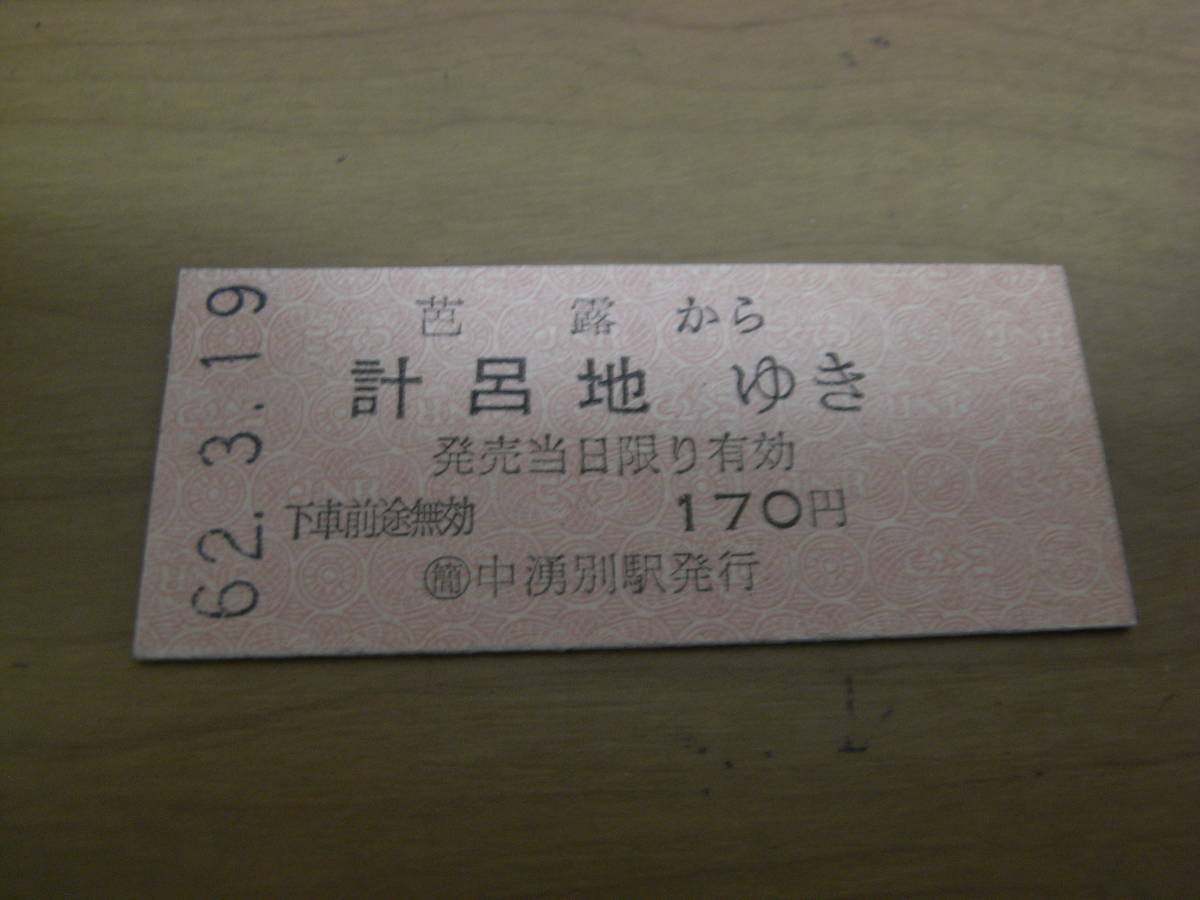 62.3.19
芭露から
計呂地ゆき
発売当日限り有効
下車前途無効 170円
㊙中湧別駅発行